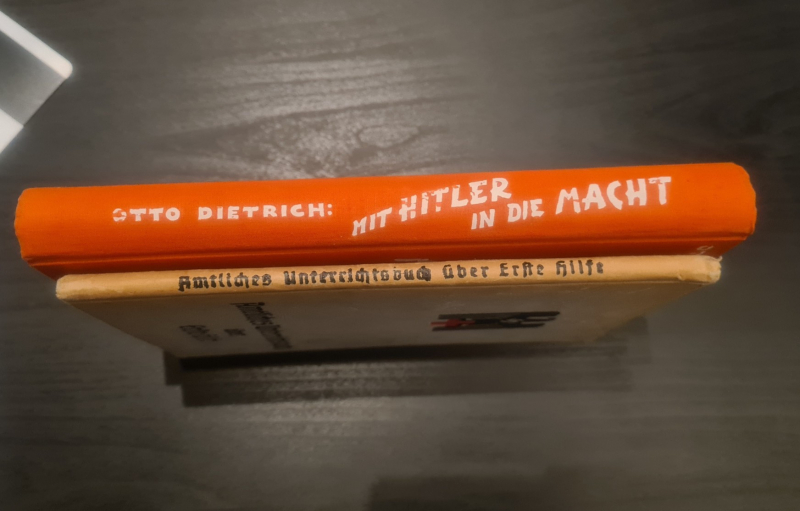 OTTO DIETRICH: MIT HITLER IN DIE MACHT
Amtliches Unterrichtsbuch über Erste Hilfe